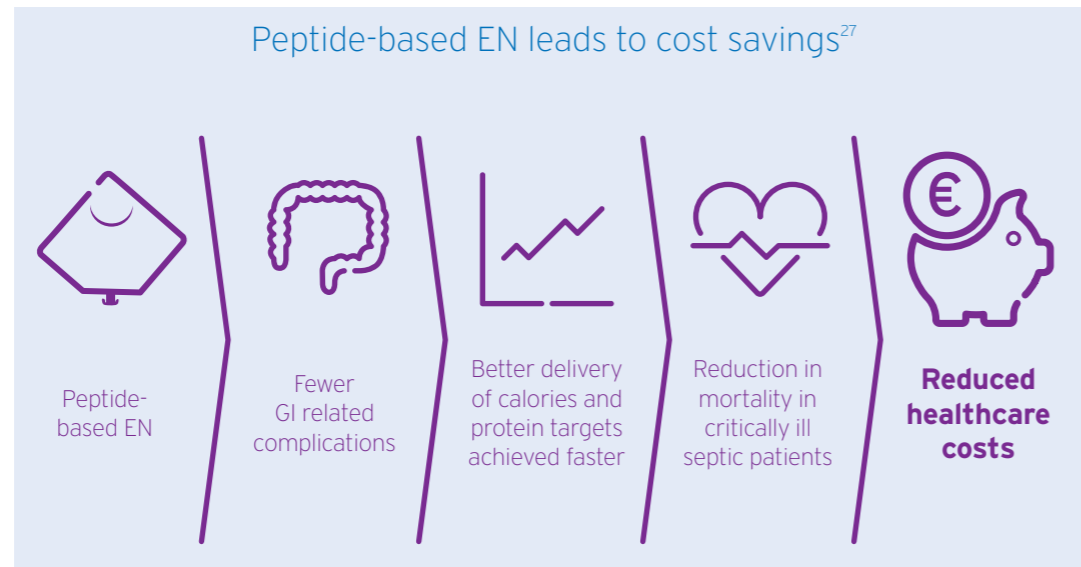 Peptide-based EN leads to cost savings27
Peptide-
based EN
Fewer
GI related
complications
Better delivery
of calories and
protein targets
achieved faster
Reduction in
mortality in
critically ill
septic patients
€
Reduced
healthcare
costs